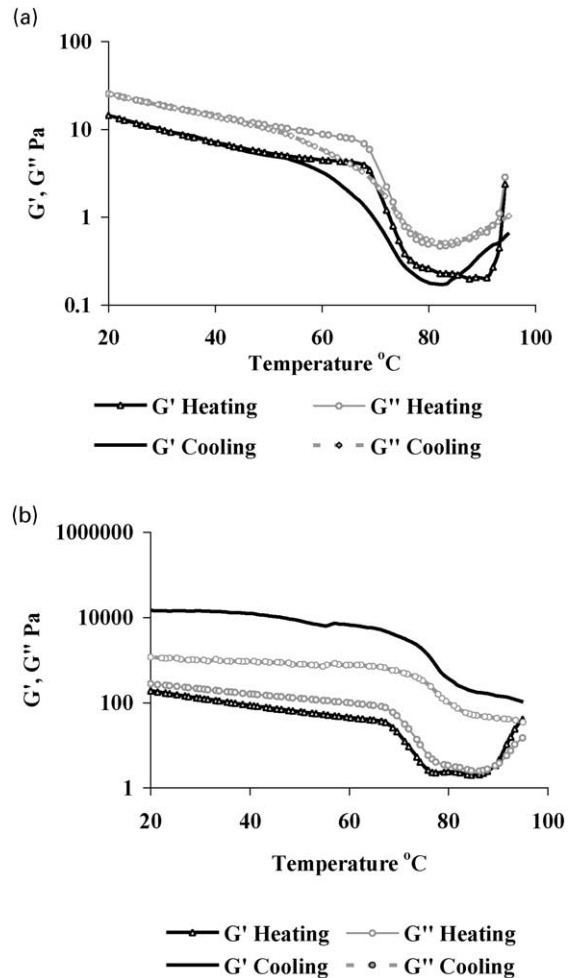 (a)
100
10
1
0.1
G', G'' Pa
20 40 60 80 100
Temperature °C
G' Heating G'' Heating
G' Cooling G'' Cooling
(b)
1000000
10000
100
1
G', G'' Pa
20 40 60 80 100
Temperature °C
G' Heating G'' Heating
G' Cooling G'' Cooling